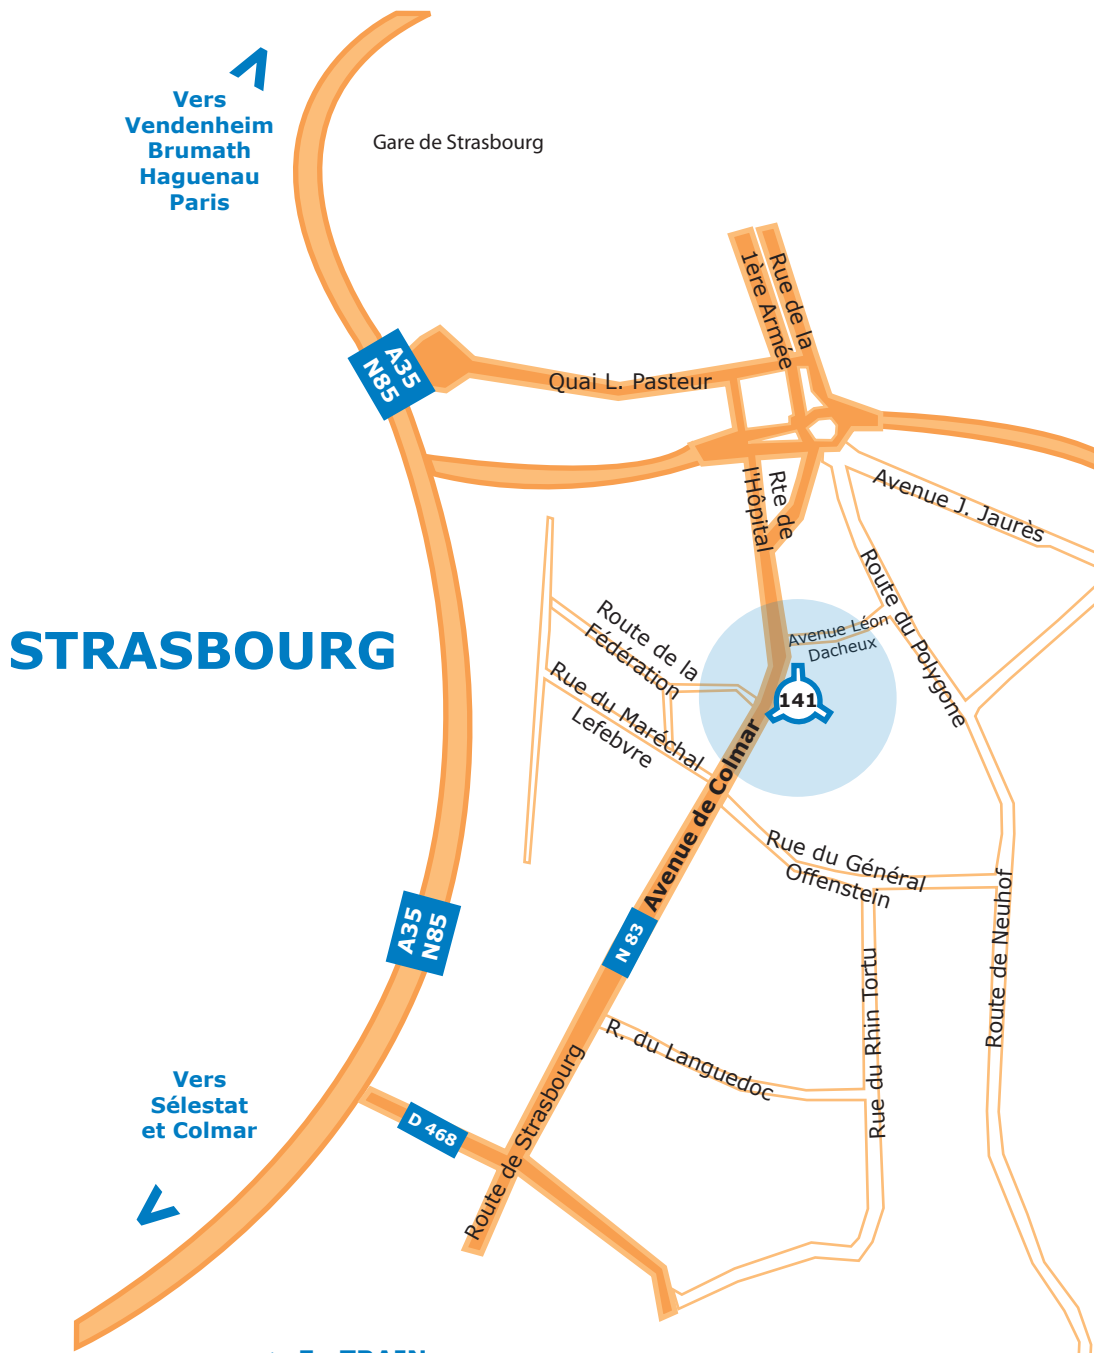 Vers
Vendenheim
Brumath
Haguenau
Paris
Gare de Strasbourg
Rue de la
1ère Armée
A35
N85
Quai L. Pasteur
Rte de
l'Hôpital
Avenue J. Jaurès
Route du Polygone
STRASBOURG
Avenue Léon
Dacheux
Route de la
Fédération
Rue du Maréchal
Lefebvre
141
Avenue de Colmar
Rue du Général
Offenstein
A35
N85
N 83
Route de Neuhof
Rue du Rhin Tortu
R. du Languedoc
Vers
Sélestat
et Colmar
D 468
Route de Strasbourg